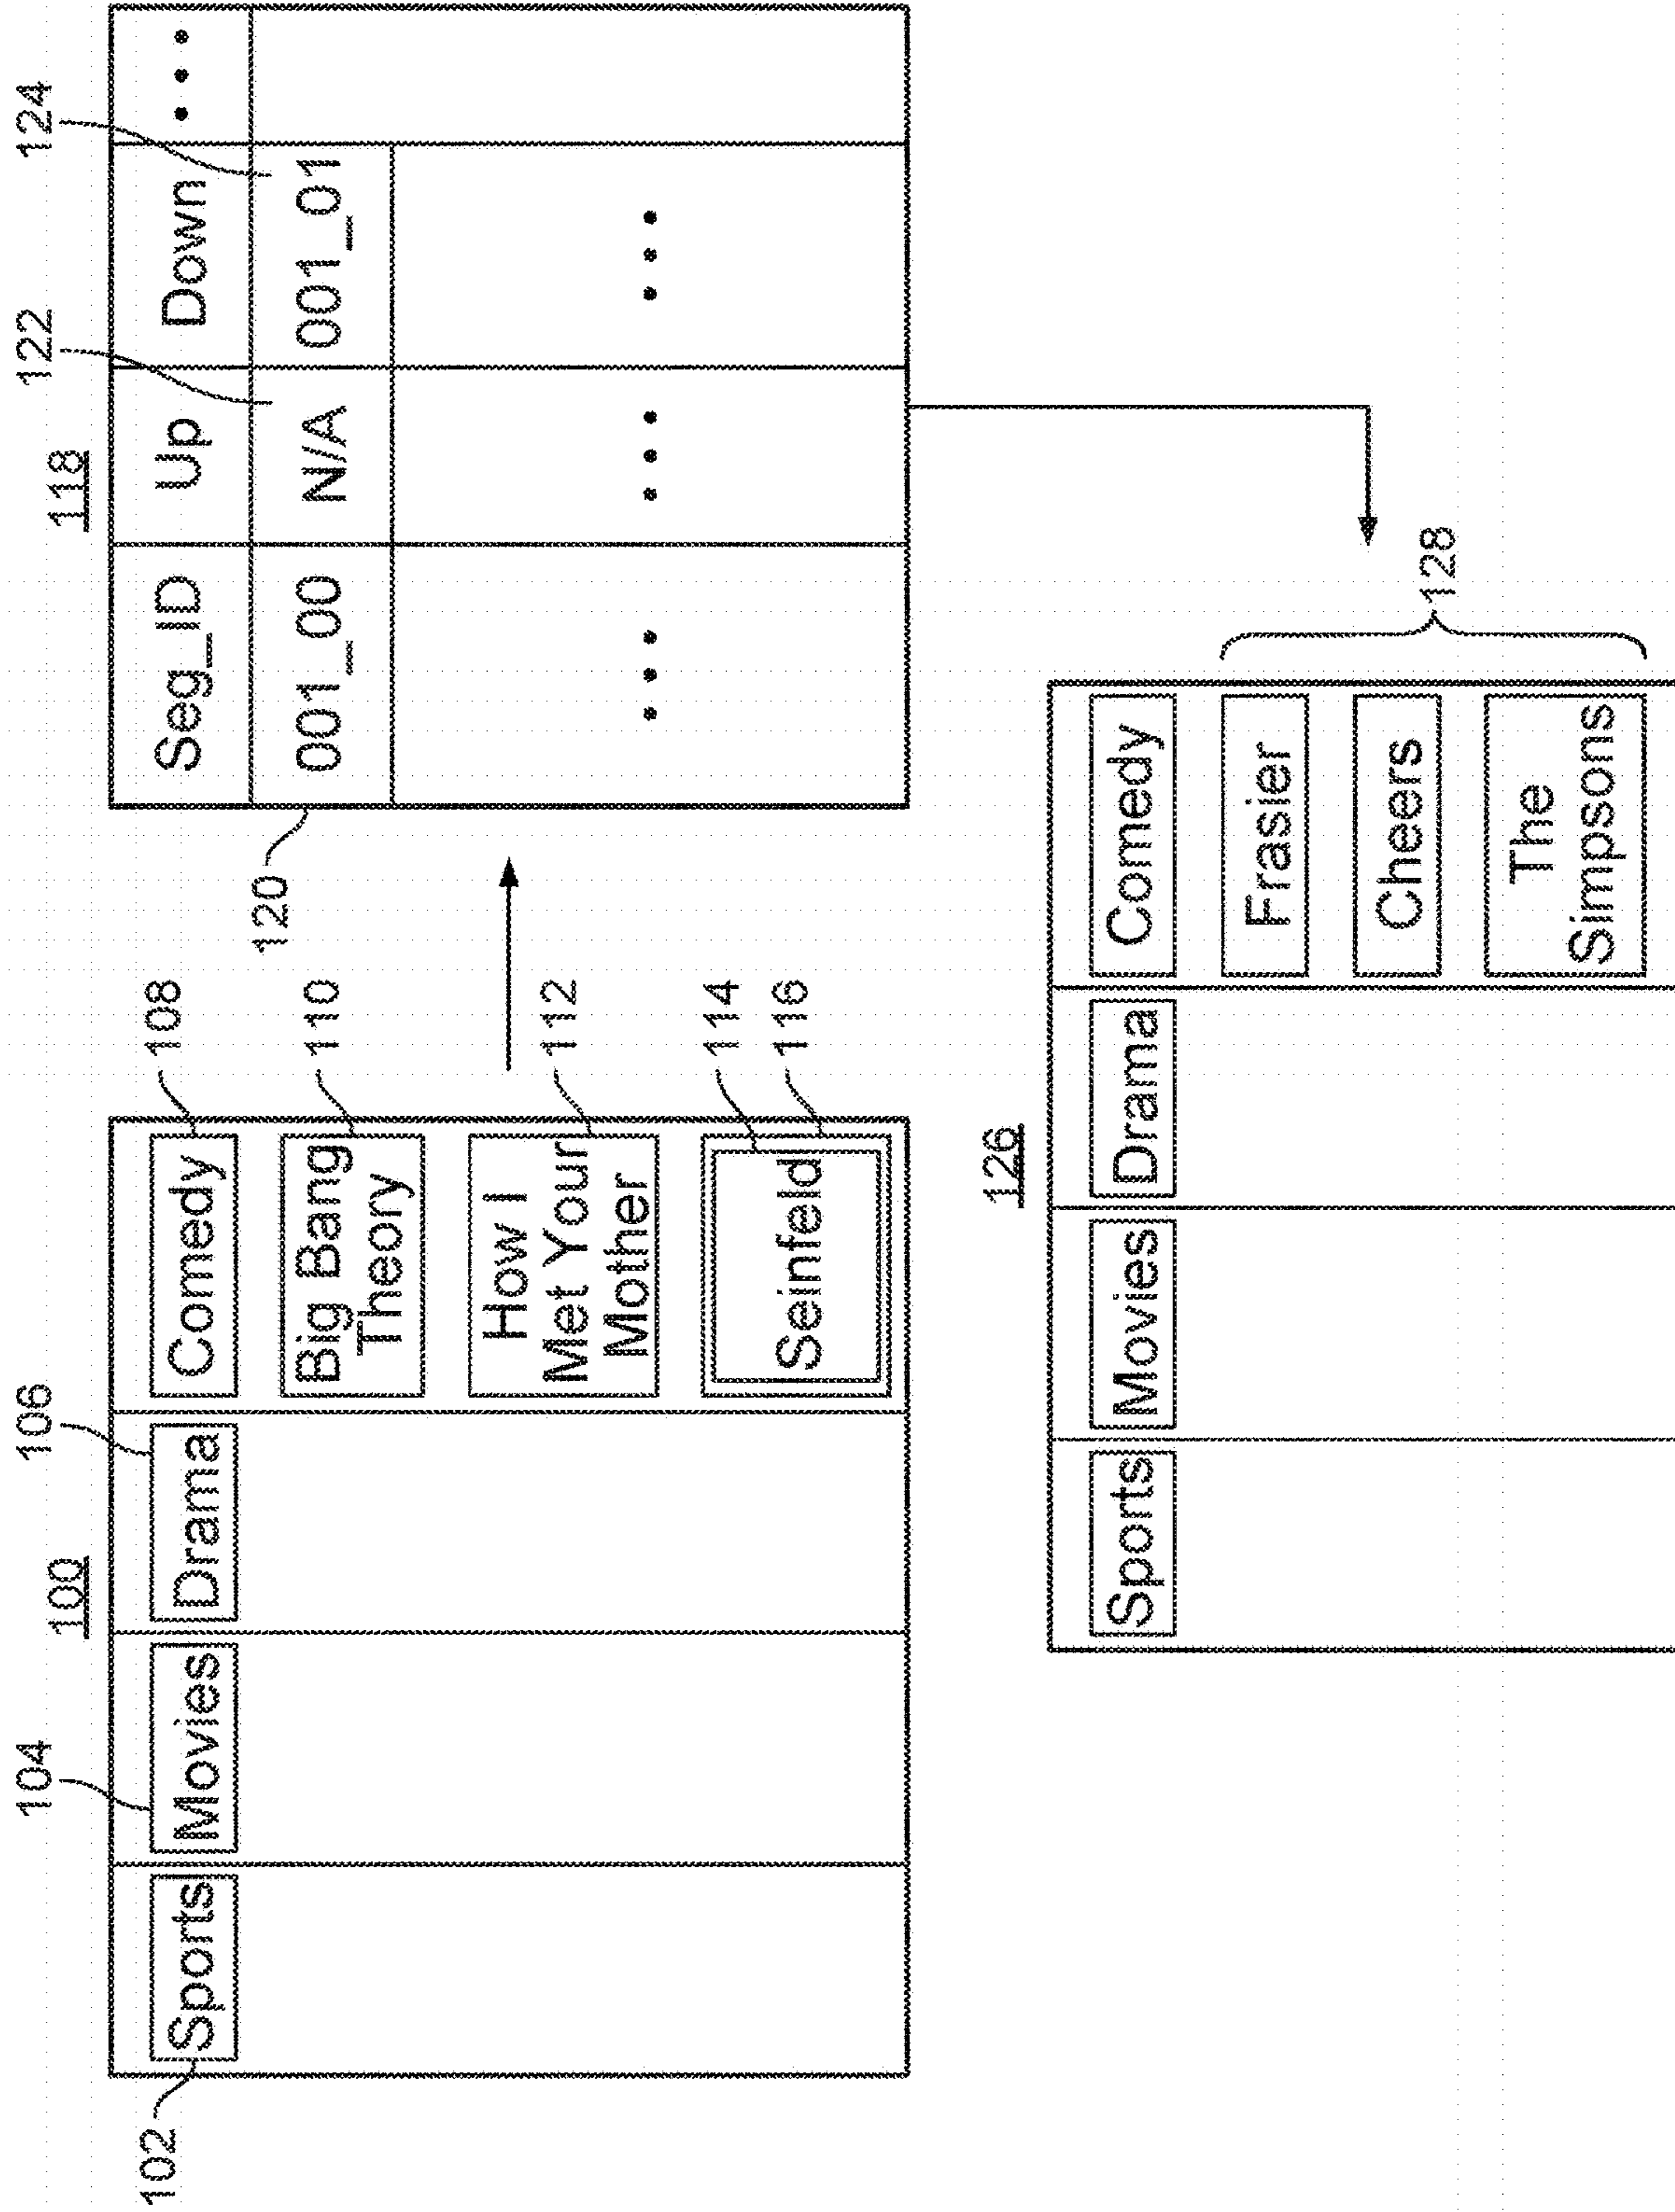 100
102
104
106
Sports
Movies
Drama
Comedy
108
Big Bang
Theory
110
How I
Met Your
Mother
112
Seinfeld
114
116
118
120
122
124
Seg_ID
Up
Down
001_00
N/A
001_01
126
Sports
Movies
Drama
Comedy
Frasier
Cheers
The
Simpsons
128